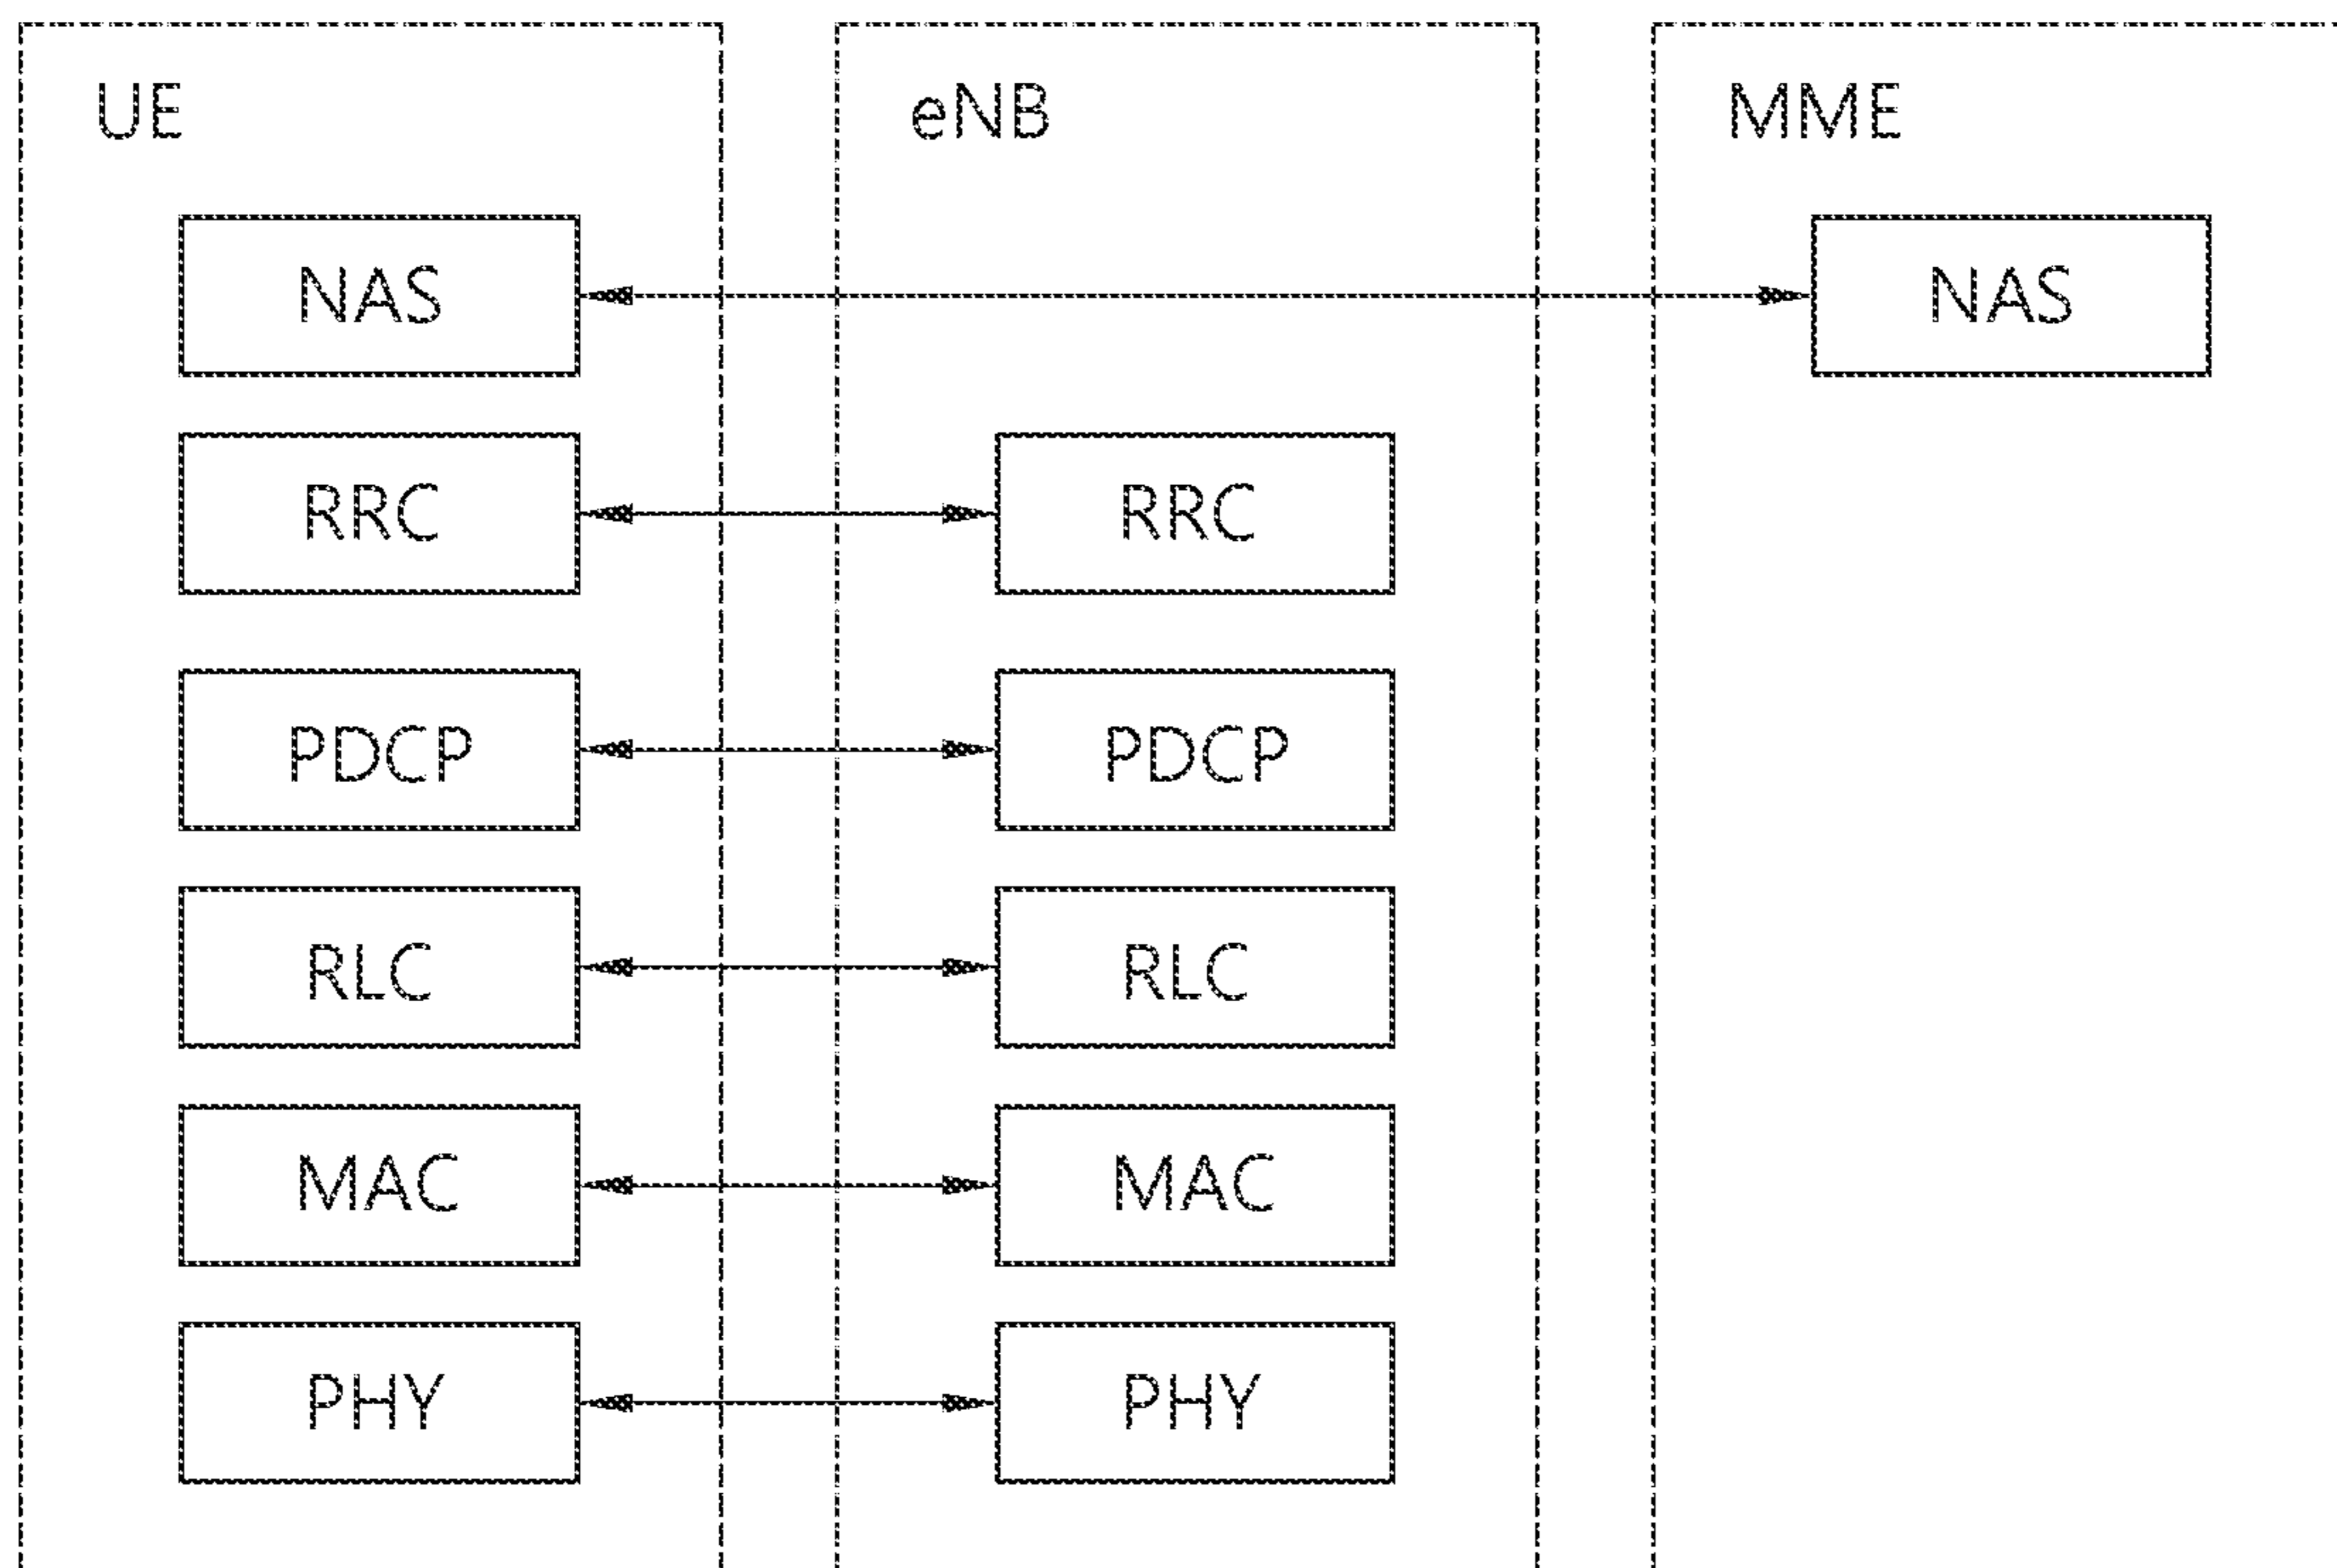 UE eNB MME
NAS NAS
RRC RRC
PDCP PDCP
RLC RLC
MAC MAC
PHY PHY